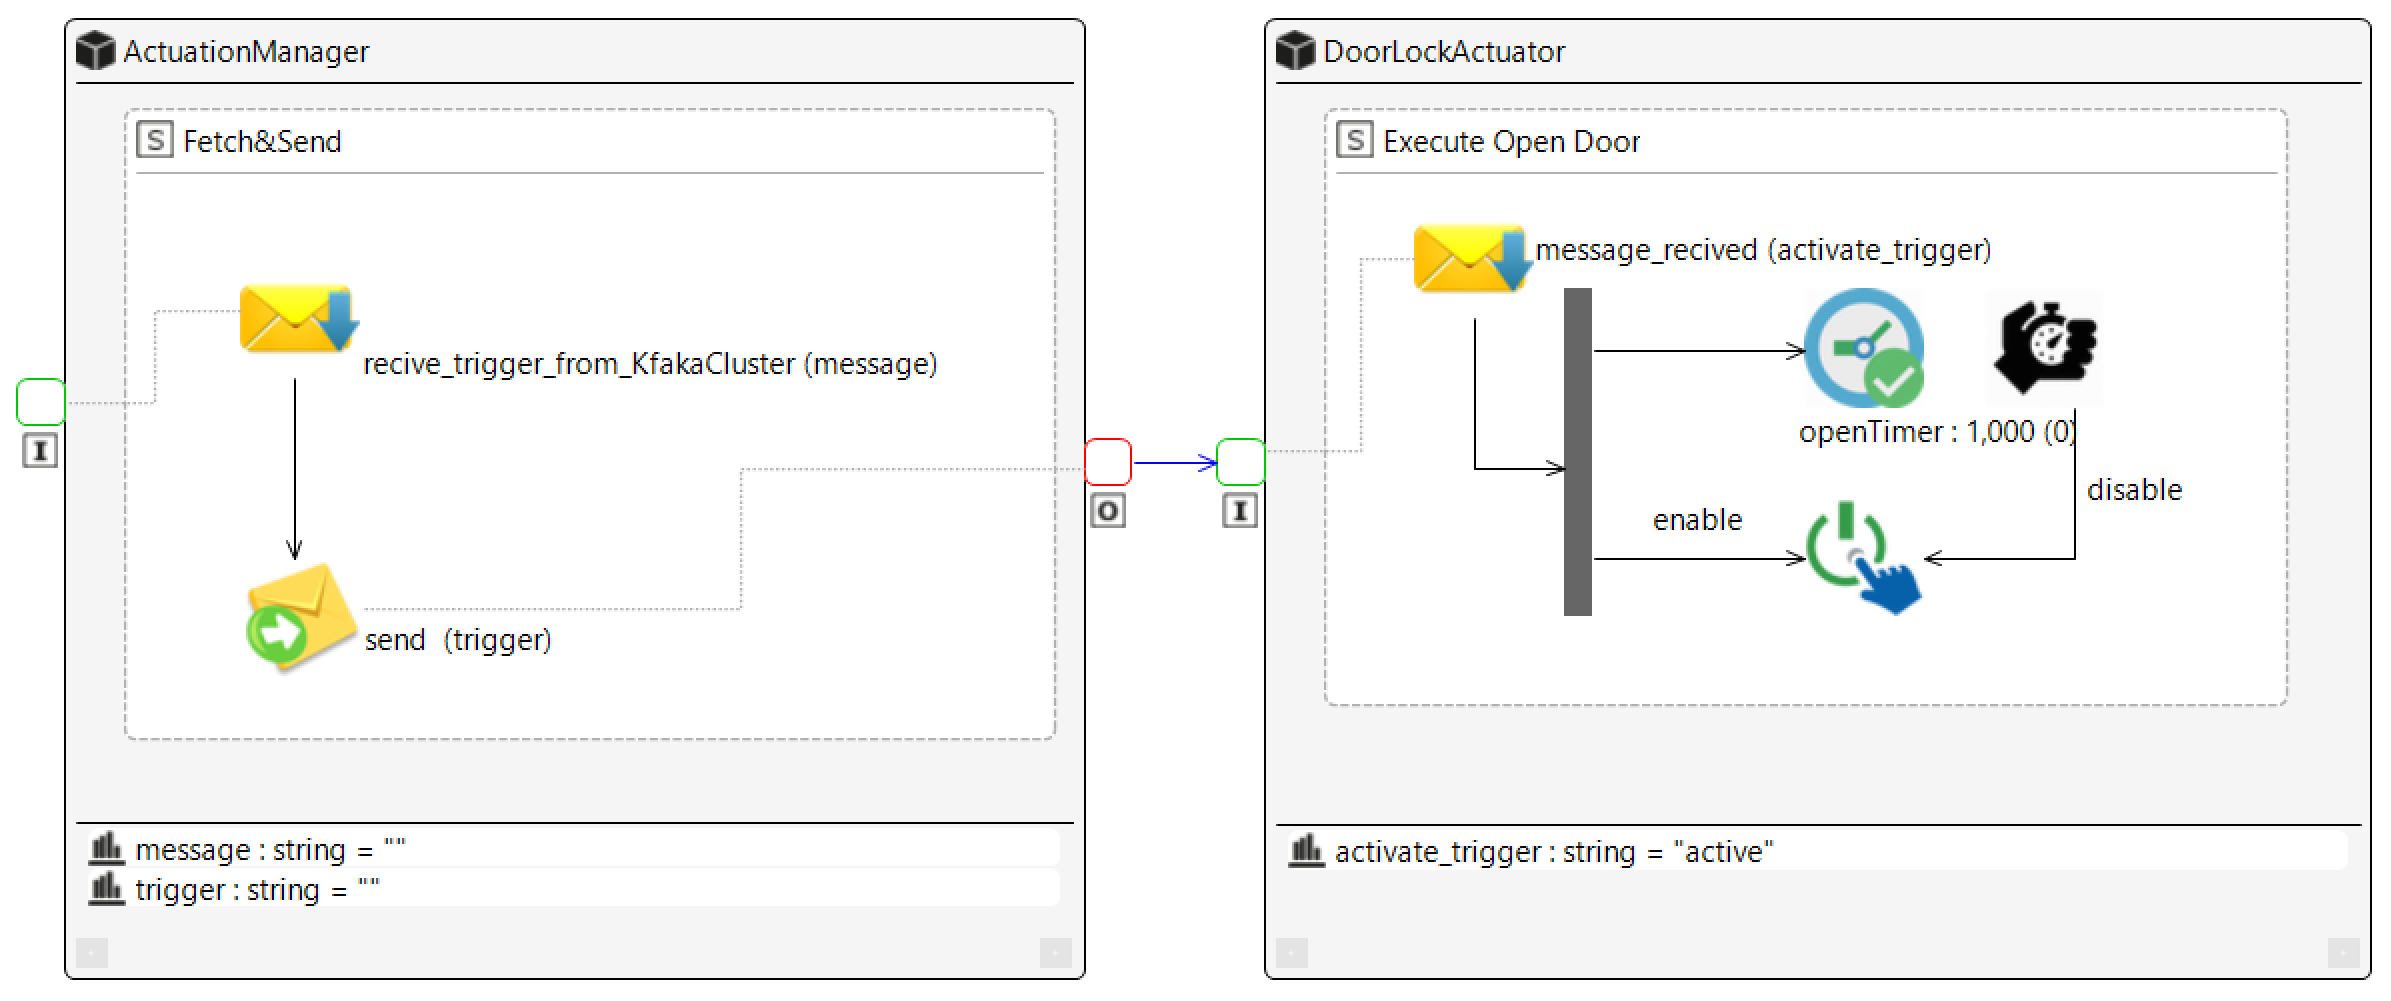 ActuationManager
S Fetch&Send
recive_trigger_from_KfakaCluster (message)
I
send (trigger)
O
message : string = ""
trigger : string = ""
DoorLockActuator
S Execute Open Door
message_recived (activate_trigger)
openTimer : 1,000 (0)
disable
enable
I
activate_trigger : string = "active"